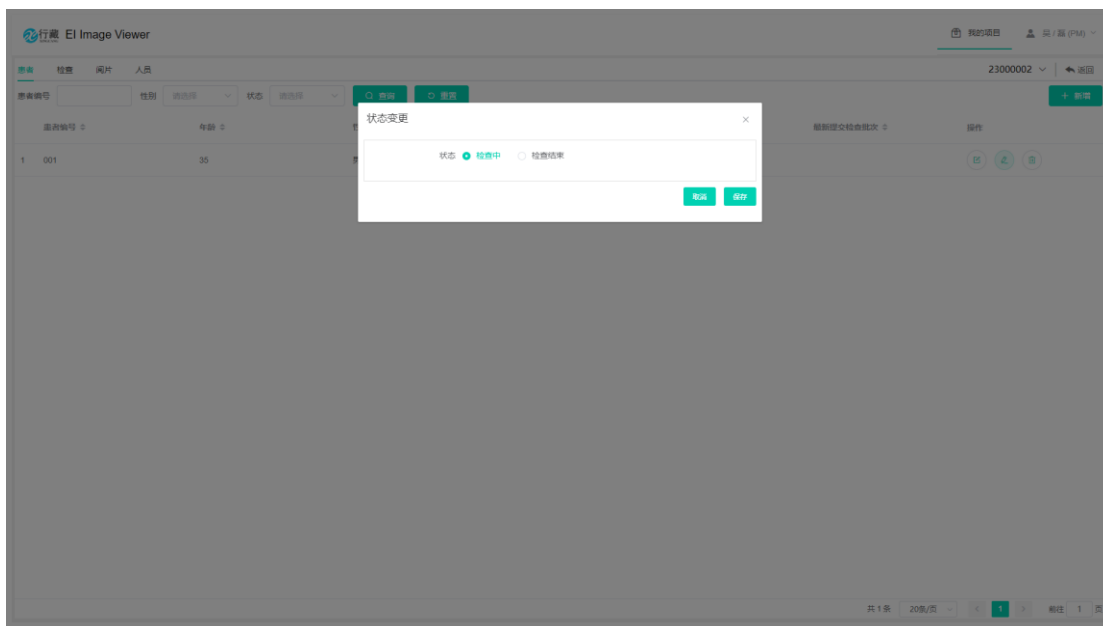 行藏 EI Image Viewer
我的项目
(PM)
患者 检查 阅片 人员
23000002 返回
患者编号 性别 请选择 状态 请选择 查询 重置 + 新增
状态变更
患者编号 年龄 最新提交检查批次 操作
1 001 35
状态 检查中 检查结束
取消 保存
共 1 条 20条/页 1 前往 1 页